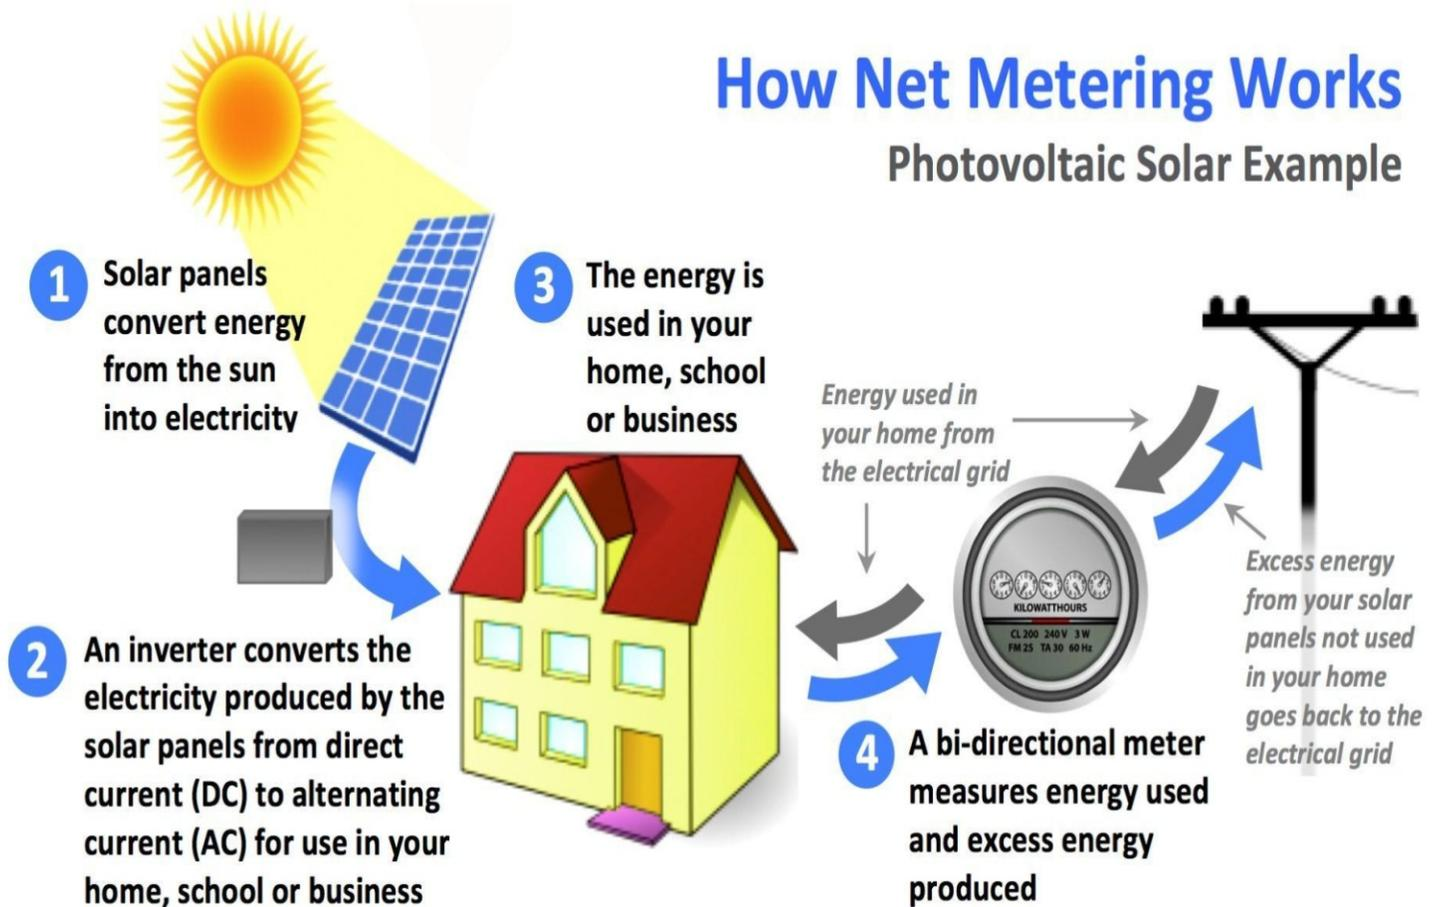 How Net Metering Works
Photovoltaic Solar Example
1
Solar panels
convert energy
from the sun
into electricity
2
An inverter converts the
electricity produced by the
solar panels from direct
current (DC) to alternating
current (AC) for use in your
home, school or business
3
The energy is
used in your
home, school
or business
Energy used in
your home from
the electrical grid
KILOWATTHOURS
CL 200 240 V 3 W
FM 2S TA 30 60 Hz
4
A bi-directional meter
measures energy used
and excess energy
produced
Excess energy
from your solar
panels not used
in your home
goes back to the
electrical grid